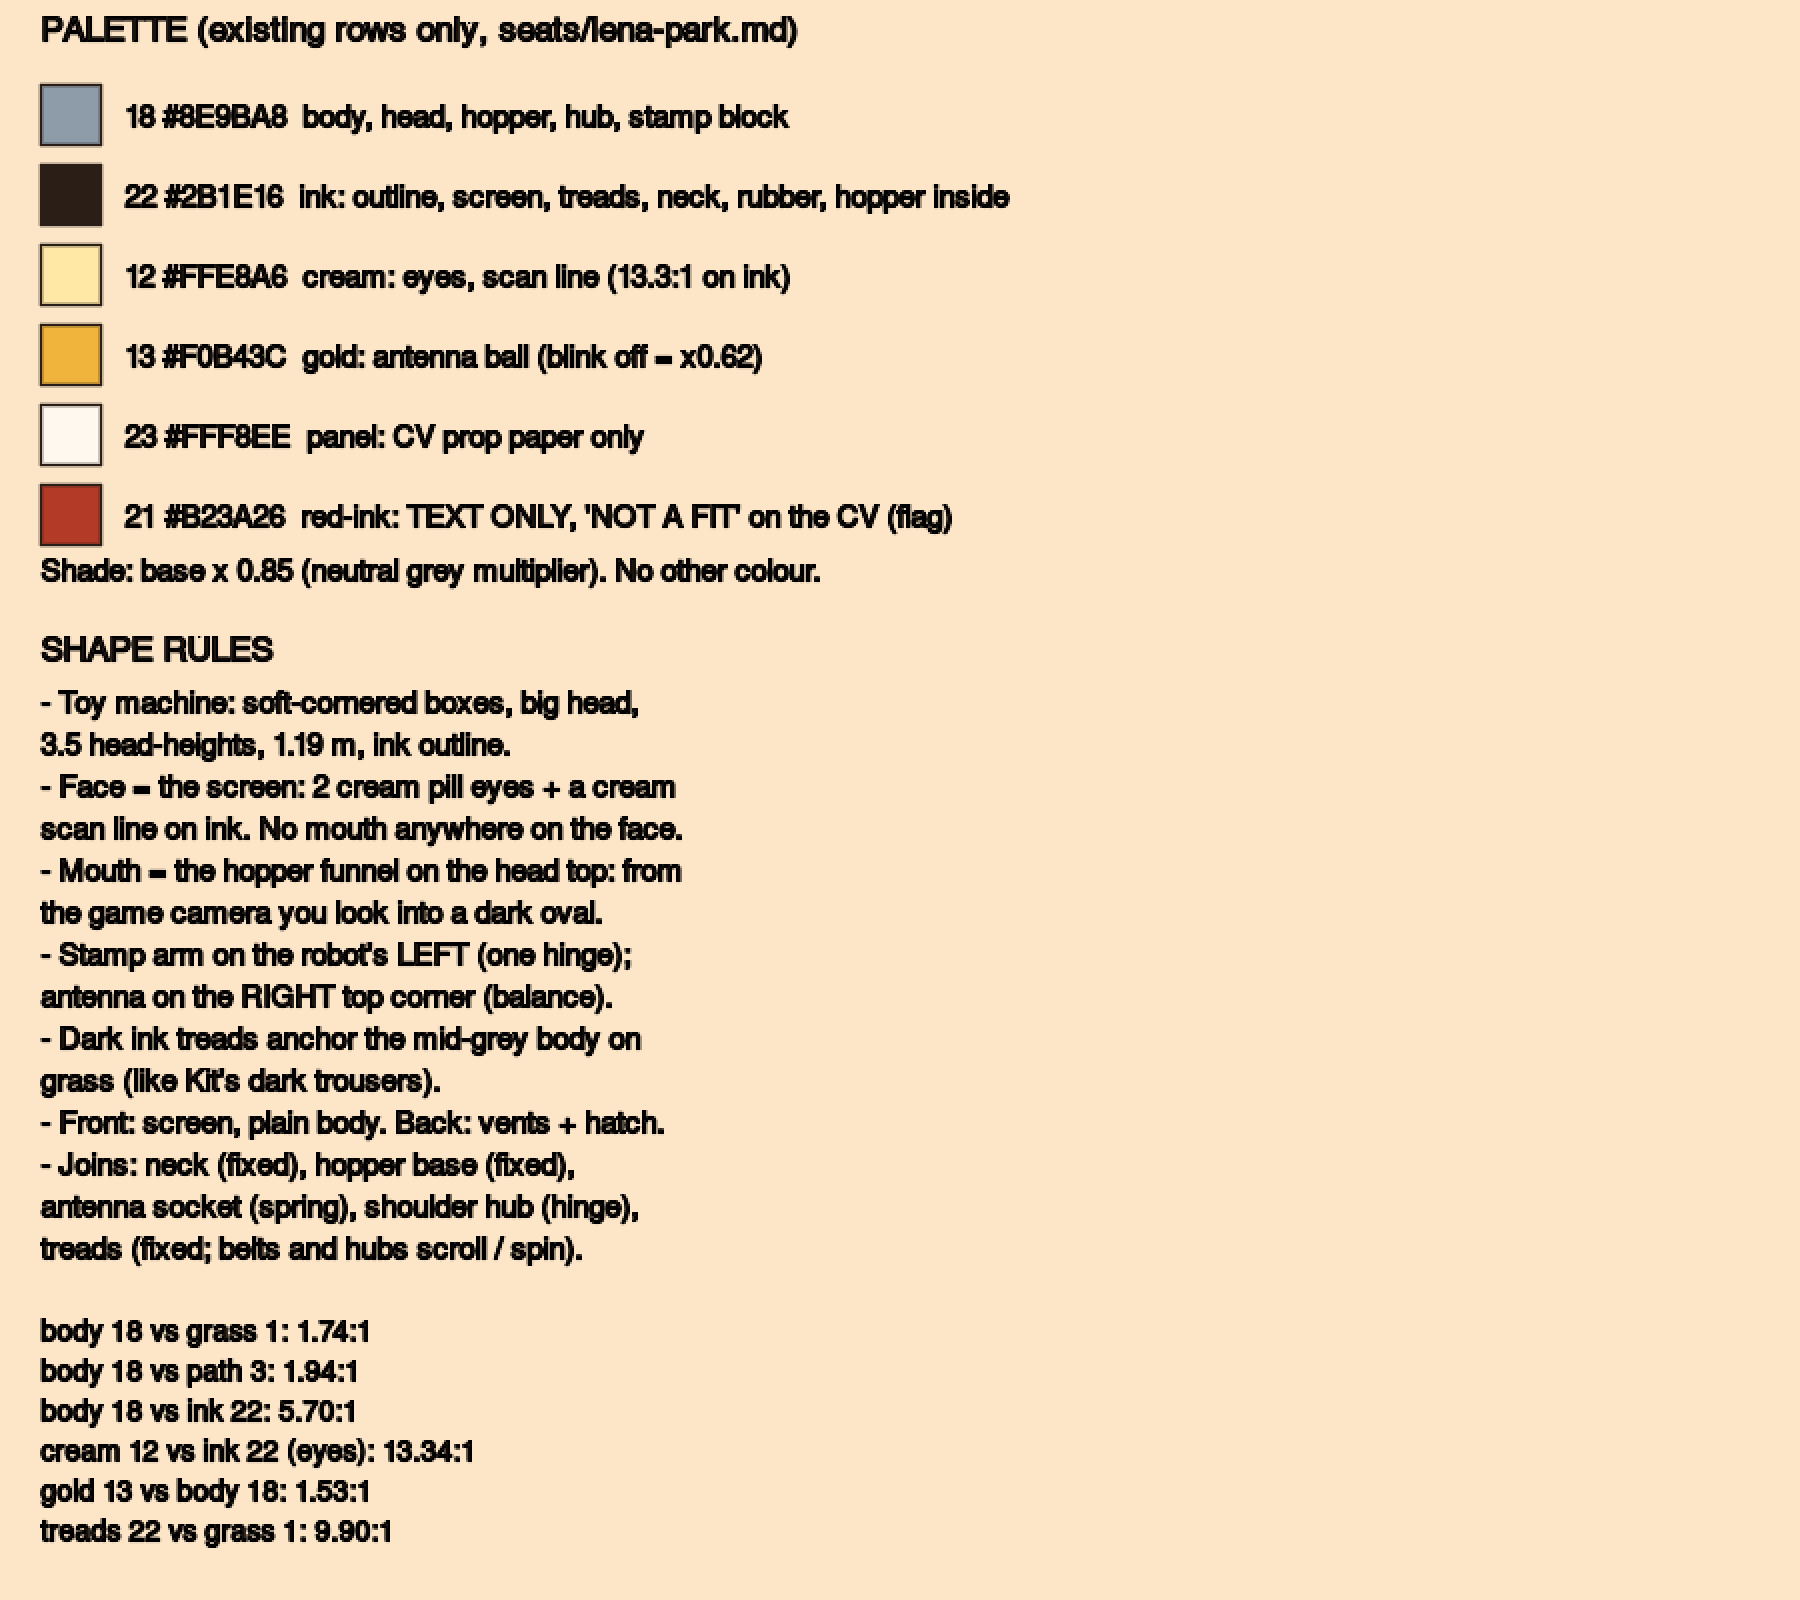 PALETTE (existing rows only, seats/lena-park.md)
18 #8E9BA8 body, head, hopper, hub, stamp block
22 #2B1E16 ink: outline, screen, treads, neck, rubber, hopper inside
12 #FFE8A6 cream: eyes, scan line (13.3:1 on ink)
13 #F0B43C gold: antenna ball (blink off = x0.62)
23 #FFF8EE panel: CV prop paper only
21 #B23A26 red-ink: TEXT ONLY, 'NOT A FIT' on the CV (flag)
Shade: base x 0.85 (neutral grey multiplier). No other colour.
SHAPE RULES
- Toy machine: soft-cornered boxes, big head,
3.5 head-heights, 1.19 m, ink outline.
- Face = the screen: 2 cream pill eyes + a cream
scan line on ink. No mouth anywhere on the face.
- Mouth = the hopper funnel on the head top: from
the game camera you look into a dark oval.
- Stamp arm on the robot's LEFT (one hinge);
antenna on the RIGHT top corner (balance).
- Dark ink treads anchor the mid-grey body on
grass (like Kit's dark trousers).
- Front: screen, plain body. Back: vents + hatch.
- Joins: neck (fixed), hopper base (fixed),
antenna socket (spring), shoulder hub (hinge),
treads (fixed; belts and hubs scroll / spin).
body 18 vs grass 1: 1.74:1
body 18 vs path 3: 1.94:1
body 18 vs ink 22: 5.70:1
cream 12 vs ink 22 (eyes): 13.34:1
gold 13 vs body 18: 1.53:1
treads 22 vs grass 1: 9.90:1